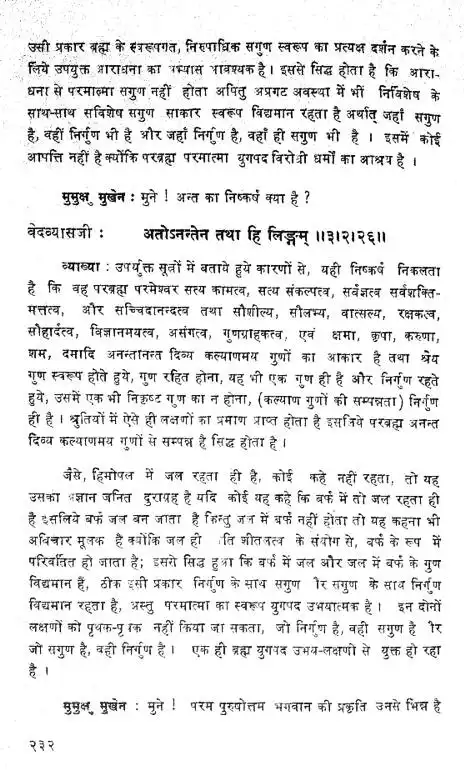 उसी प्रकार ब्रह्म के स्वरूपगत, निरुपाधिक सगुण स्वरूप का प्रत्यक्ष दर्शन करने के
लिये उपयुक्त आराधना का अभ्यास आवश्यक है। इससे सिद्ध होता है कि आरा-
धना से परमात्मा सगुण नहीं होता अपितु अप्रगट अवस्था में भी निविशेष के
साथ-साथ सविशेष सगुण साकार स्वरूप विद्यमान रहता है अर्थात् जहाँ सगुण
है, वहीं निर्गुण भी है और जहाँ निर्गुण है, वहाँ ही सगुण भी है । इसमें कोई
आपत्ति नहीं है क्योंकि परब्रह्म परमात्मा युगपद विरोधी धर्मों का आश्रय है ।
मुमुक्षु मुखेन : मुने ! अन्त का निष्कर्ष क्या है ?
वेदव्यासजी : अतोऽनन्तेन तथा हि लिङ्गम् ॥३।२।२६॥
व्याख्या : उपर्युक्त सूत्रों में बताये हुये कारणों से, यही निष्कर्ष निकलता
है कि वह परब्रह्म परमेश्वर सत्य कामत्व, सत्य संकल्पत्व, सर्वज्ञत्व सर्वशक्ति-
मत्तत्व, और सच्चिदानन्दत्व तथा सौशील्य, सौलभ्य, वात्सल्य, रक्षकत्व,
सौहार्दत्व, विज्ञानमयत्व, असंगत्व, गुणग्राहकत्व, एवं क्षमा, कृपा, करुणा,
शम, दमादि अनन्तानन्त दिव्य कल्याणमय गुणों का आकार है तथा श्रेय
गुण स्वरूप होते हुये, गुण रहित होना, यह भी एक गुण ही है और निर्गुण रहते
हुये, उसमें एक भी निकृष्ट गुण का न होना, (कल्याण गुणों की सम्पन्नता) निर्गुण
ही है । श्रुतियों में ऐसे ही लक्षणों का प्रमाण प्राप्त होता है इसलिये परब्रह्म अनन्त
दिव्य कल्याणमय गुणों से सम्पन्न है सिद्ध होता है ।
जैसे, हिमोपल में जल रहता ही है, कोई कहे नहीं रहता, तो यह
उसका अज्ञान जनित दुराग्रह है यदि कोई यह कहे कि बर्फ में तो जल रहता ही
है इसलिये बर्फ जल बन जाता है किन्तु जल में बर्फ नहीं होता तो यह कहना भी
अविचार मूलक है क्योंकि जल ही ति शीतलत्व के संयोग से, बर्फ के रूप में
परिवर्तित हो जाता है; इससे सिद्ध हुआ कि बर्फ में जल और जल में बर्फ के गुण
विद्यमान हैं, ठीक इसी प्रकार निर्गुण के साथ सगुण ौर सगुण के साथ निर्गुण
विद्यमान रहता है, अस्तु परमात्मा का स्वरूप युगपद उभयात्मक है । इन दोनों
लक्षणों को पृथक-पृ क नहीं किया जा सकता, जो निर्गुण है, वही सगुण है ौर
जो सगुण है, वही निर्गुण है । एक ही ब्रह्म युगपद उभय-लक्षणो से युक्त हो रहा
है ।
मुमुक्षु मुखेन : मुने ! परम पुरुषोत्तम भगवान की प्रकृति उनसे भिन्न है
२३२